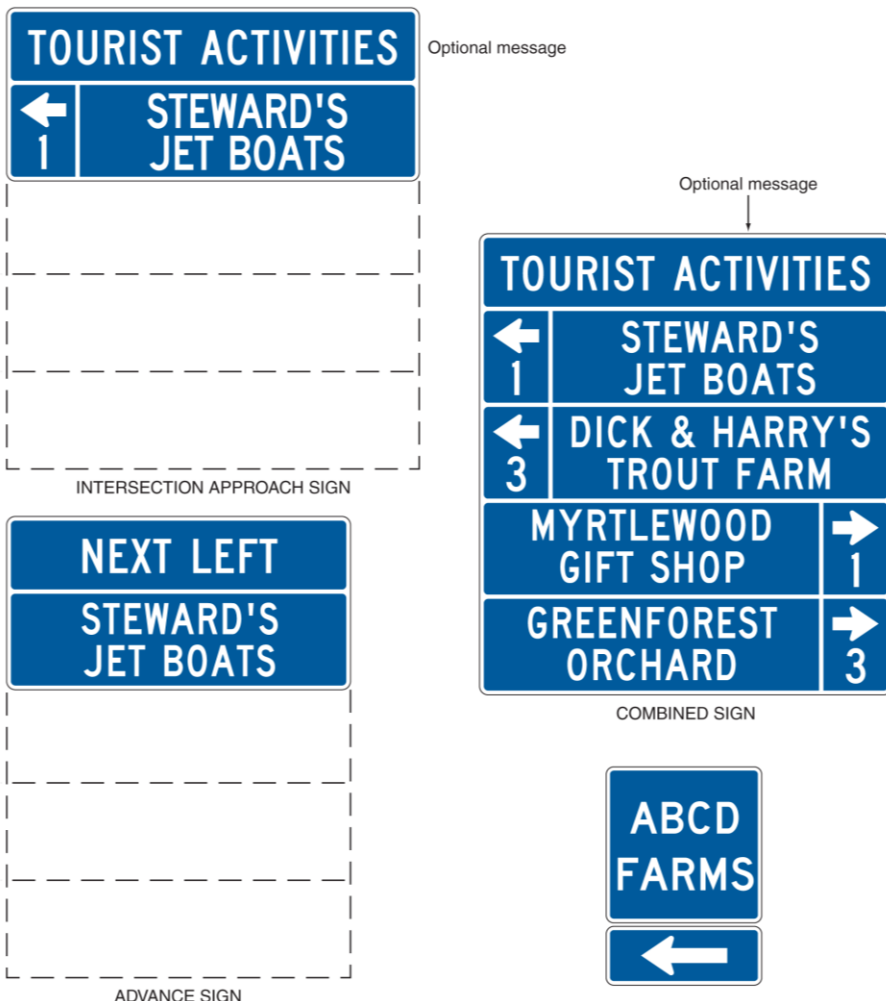 TOURIST ACTIVITIES
Optional message
1
STEWARD'S
JET BOATS
INTERSECTION APPROACH SIGN
NEXT LEFT
STEWARD'S
JET BOATS
ADVANCE SIGN
Optional message
TOURIST ACTIVITIES
1
STEWARD'S
JET BOATS
3
DICK & HARRY'S
TROUT FARM
MYRTLEWOOD
GIFT SHOP
1
GREENFOREST
ORCHARD
3
COMBINED SIGN
ABCD
FARMS